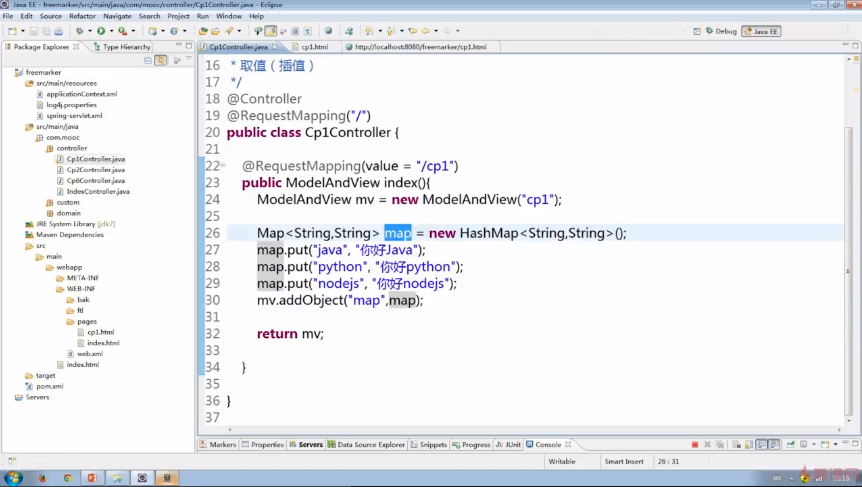 Java EE - freemarker/src/main/java/com/mooc/controller/Cp1Controller.java - Eclipse
File Edit Source Refactor Navigate Search Project Run Window Help
Debug Java EE
Package Explorer Type Hierarchy
Cp1Controller.java cp1.html http://localhost:8080/freemarker/cp1.html
freemarker
src/main/resources
applicationContext.xml
log4j.properties
spring-servlet.xml
src/main/java
com.mooc
controller
Cp1Controller.java
Cp2Controller.java
Cp6Controller.java
IndexController.java
custom
domain
JRE System Library [jdk7]
Maven Dependencies
src
main
webapp
META-INF
WEB-INF
bak
ftl
pages
cp1.html
index.html
web.xml
index.html
target
pom.xml
Servers
16 * 取值（插值）
17 */
18 @Controller
19 @RequestMapping("/")
20 public class Cp1Controller {
21
22 @RequestMapping(value = "/cp1")
23 public ModelAndView index(){
24 ModelAndView mv = new ModelAndView("cp1");
25
26 Map<String,String> map = new HashMap<String,String>();
27 map.put("java", "你好Java");
28 map.put("python", "你好python");
29 map.put("nodejs", "你好nodejs");
30 mv.addObject("map",map);
31
32 return mv;
33
34 }
35
36 }
37
Markers Properties Servers Data Source Explorer Snippets Progress JUnit Console
Writable Smart Insert 26 : 31